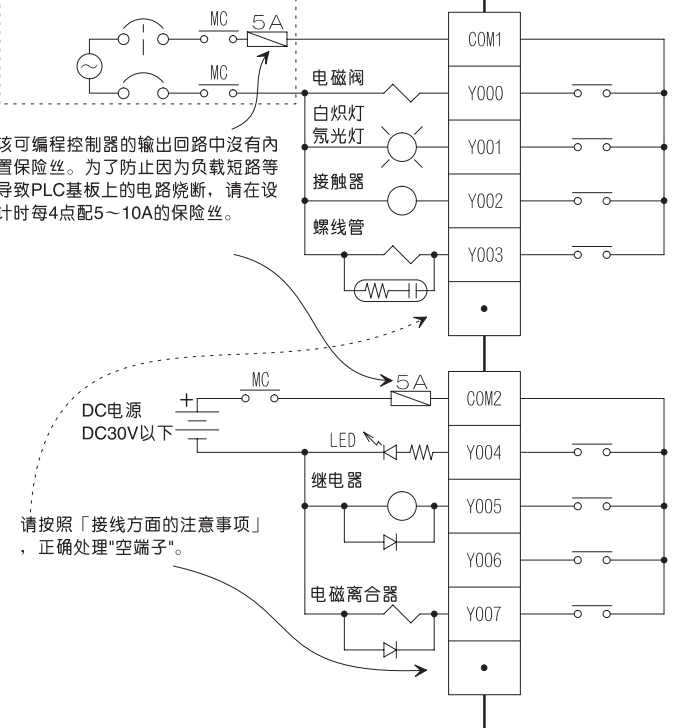 MC
5A
COM1
MC
电磁阀
Y000
白炽灯
氖光灯
Y001
该可编程控制器的输出回路中没有内
置保险丝。为了防止因为负载短路等
导致PLC基板上的电路烧断，请在设
计时每4点配5～10A的保险丝。
接触器
Y002
螺线管
Y003
MC
5A
COM2
+
DC电源
DC30V以下
LED
Y004
继电器
Y005
请按照「接线方面的注意事项」
，正确处理"空端子"。
Y006
电磁离合器
Y007